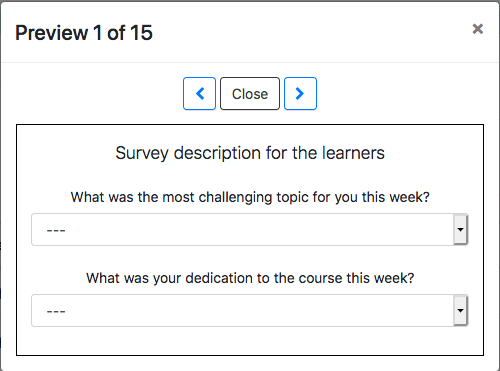 Preview 1 of 15
×
Close
Survey description for the learners
What was the most challenging topic for you this week?
---
What was your dedication to the course this week?
---